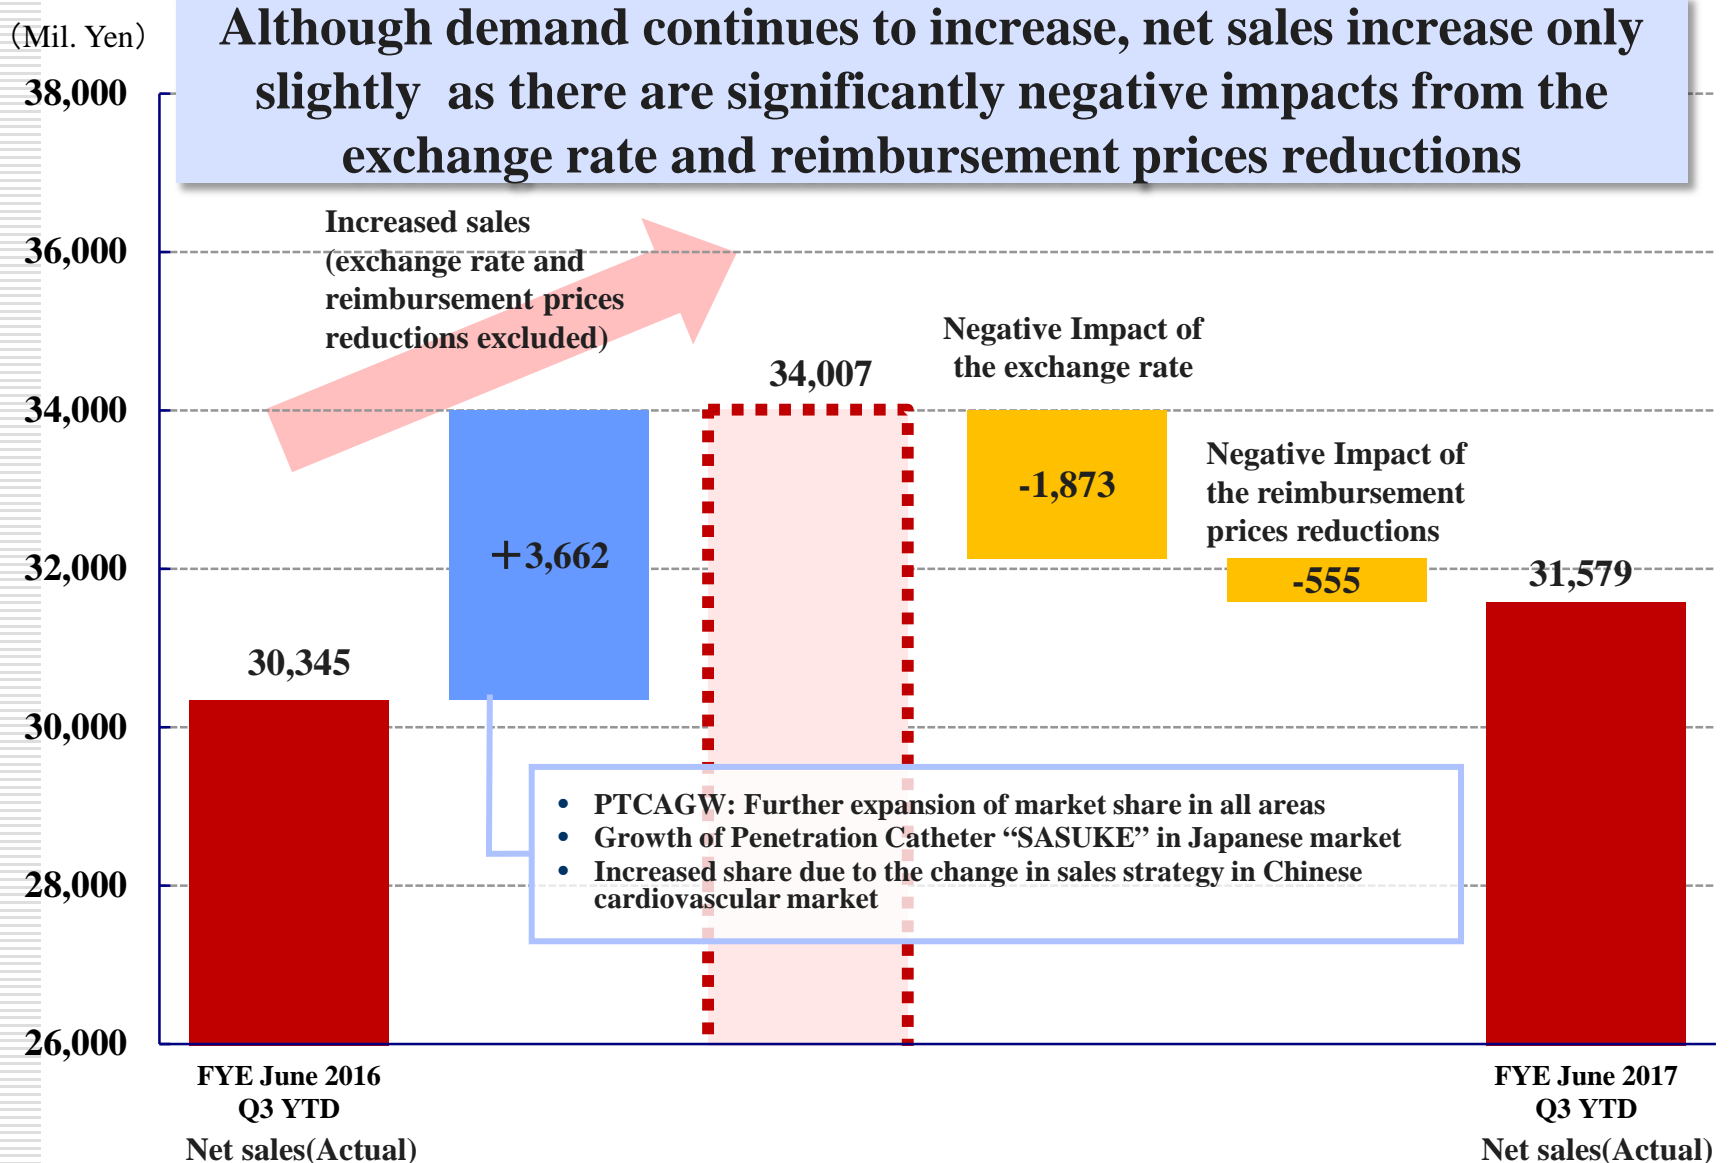 (Mil. Yen)
Although demand continues to increase, net sales increase only
slightly as there are significantly negative impacts from the
exchange rate and reimbursement prices reductions
38,000
36,000
34,000
32,000
30,000
28,000
26,000
Increased sales
(exchange rate and
reimbursement prices
reductions excluded)
30,345
+3,662
34,007
Negative Impact of
the exchange rate
-1,873
Negative Impact of
the reimbursement
prices reductions
-555
31,579
• PTCAGW: Further expansion of market share in all areas
• Growth of Penetration Catheter “SASUKE” in Japanese market
• Increased share due to the change in sales strategy in Chinese
cardiovascular market
FYE June 2016
Q3 YTD
Net sales(Actual)
FYE June 2017
Q3 YTD
Net sales(Actual)